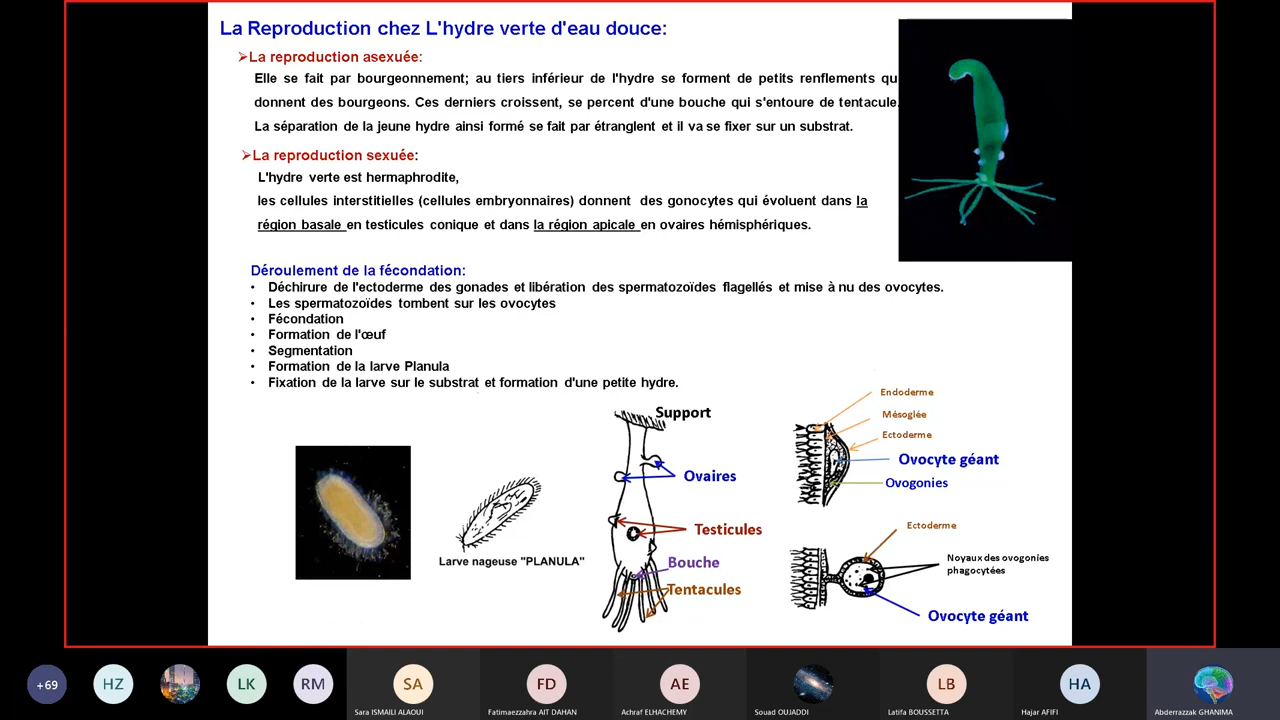 La Reproduction chez L'hydre verte d'eau douce:
➢La reproduction asexuée:
Elle se fait par bourgeonnement; au tiers inférieur de l'hydre se forment de petits renflements qu
donnent des bourgeons. Ces derniers croissent, se percent d'une bouche qui s'entoure de tentacule.
La séparation de la jeune hydre ainsi formé se fait par étranglent et il va se fixer sur un substrat.
➢La reproduction sexuée:
L'hydre verte est hermaphrodite,
les cellules interstitielles (cellules embryonnaires) donnent des gonocytes qui évoluent dans la
région basale en testicules conique et dans la région apicale en ovaires hémisphériques.
Déroulement de la fécondation:
• Déchirure de l'ectoderme des gonades et libération des spermatozoïdes flagellés et mise à nu des ovocytes.
• Les spermatozoïdes tombent sur les ovocytes
• Fécondation
• Formation de l'œuf
• Segmentation
• Formation de la larve Planula
• Fixation de la larve sur le substrat et formation d'une petite hydre.
Larve nageuse "PLANULA"
Support
Ovaires
Testicules
Bouche
Tentacules
Endoderme
Mésoglée
Ectoderme
Ovocyte géant
Ovogonies
Ectoderme
Noyaux des ovogonies
phagocytées
Ovocyte géant
+69
HZ
LK
RM
SA
Sara ISMAILI ALAOUI
FD
Fatimaezzahra AIT DAHAN
AE
Achraf ELHACHEMY
Souad OUJADDI
LB
Latifa BOUSSETTA
HA
Hajar AFIFI
Abderrazzak GHANIMA